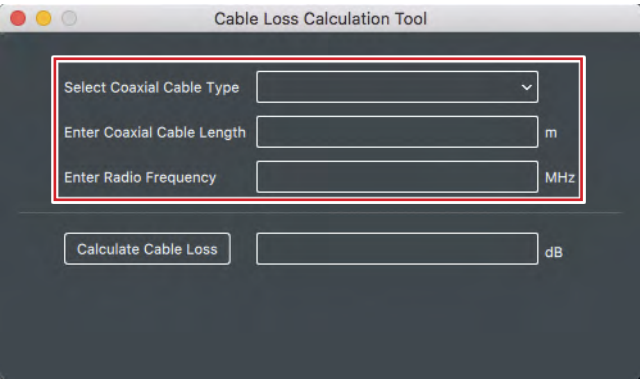 Cable Loss Calculation Tool
Select Coaxial Cable Type
Enter Coaxial Cable Length m
Enter Radio Frequency MHz
Calculate Cable Loss dB